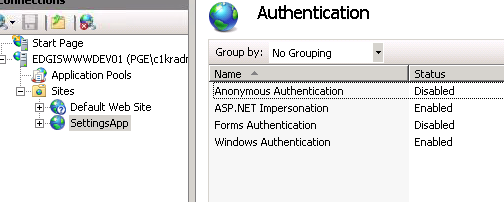 Connections
Start Page
EDGISWWWDEV01 (PGE\c1kradm
Application Pools
Sites
Default Web Site
SettingsApp
Authentication
Group by: No Grouping
Name Status
Anonymous Authentication Disabled
ASP.NET Impersonation Enabled
Forms Authentication Disabled
Windows Authentication Enabled